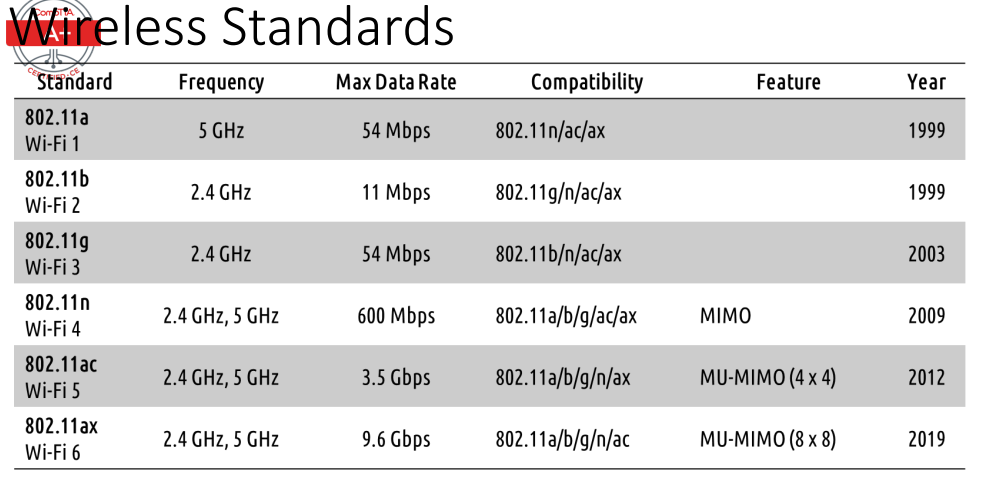 Wireless Standards
CompTIA
A+
CERTIFIED-CE
Standard Frequency Max Data Rate Compatibility Feature Year
802.11a
Wi-Fi 1 5 GHz 54 Mbps 802.11n/ac/ax 1999
802.11b
Wi-Fi 2 2.4 GHz 11 Mbps 802.11g/n/ac/ax 1999
802.11g
Wi-Fi 3 2.4 GHz 54 Mbps 802.11b/n/ac/ax 2003
802.11n
Wi-Fi 4 2.4 GHz, 5 GHz 600 Mbps 802.11a/b/g/ac/ax MIMO 2009
802.11ac
Wi-Fi 5 2.4 GHz, 5 GHz 3.5 Gbps 802.11a/b/g/n/ax MU-MIMO (4 x 4) 2012
802.11ax
Wi-Fi 6 2.4 GHz, 5 GHz 9.6 Gbps 802.11a/b/g/n/ac MU-MIMO (8 x 8) 2019